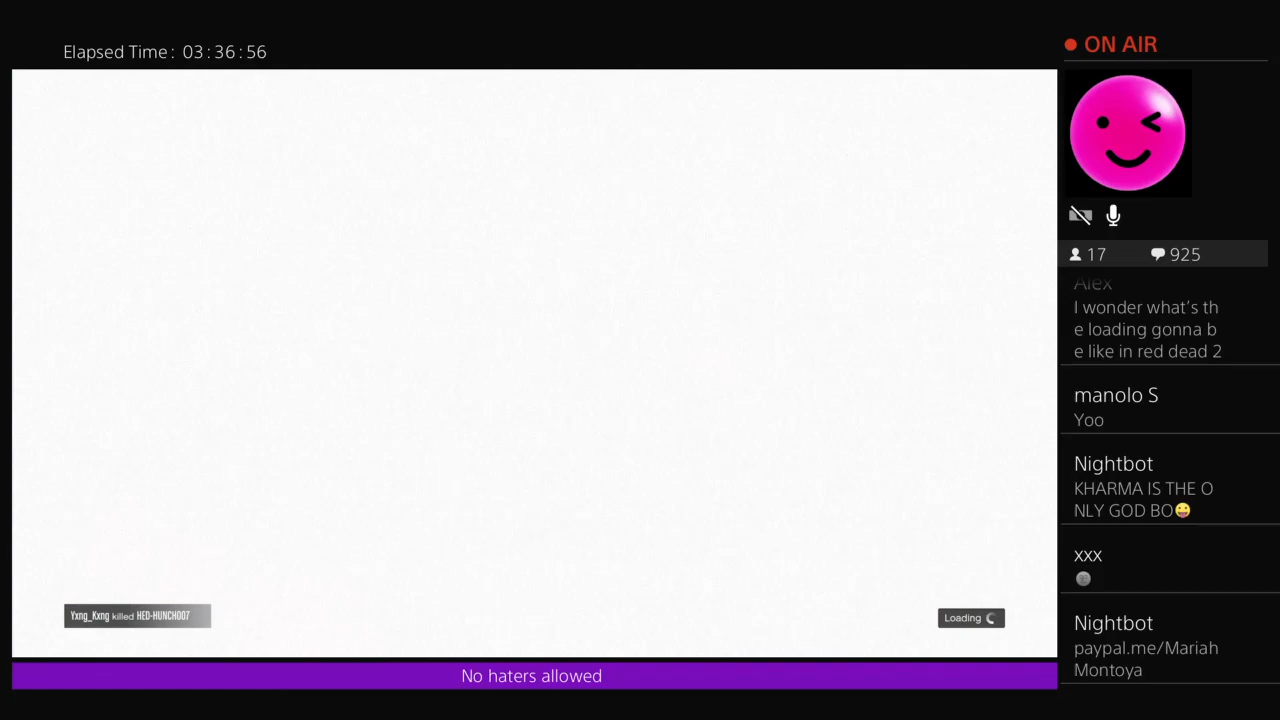 Elapsed Time: 03:36:56
ON AIR
17 925
Alex
I wonder what's th
e loading gonna b
e like in red dead 2
manolo S
Yoo
Nightbot
KHARMA IS THE O
NLY GOD BO😜
xxx
Nightbot
paypal.me/Mariah
Montoya
Yxng_Kxng killed HED-HUNCHO07
Loading
No haters allowed